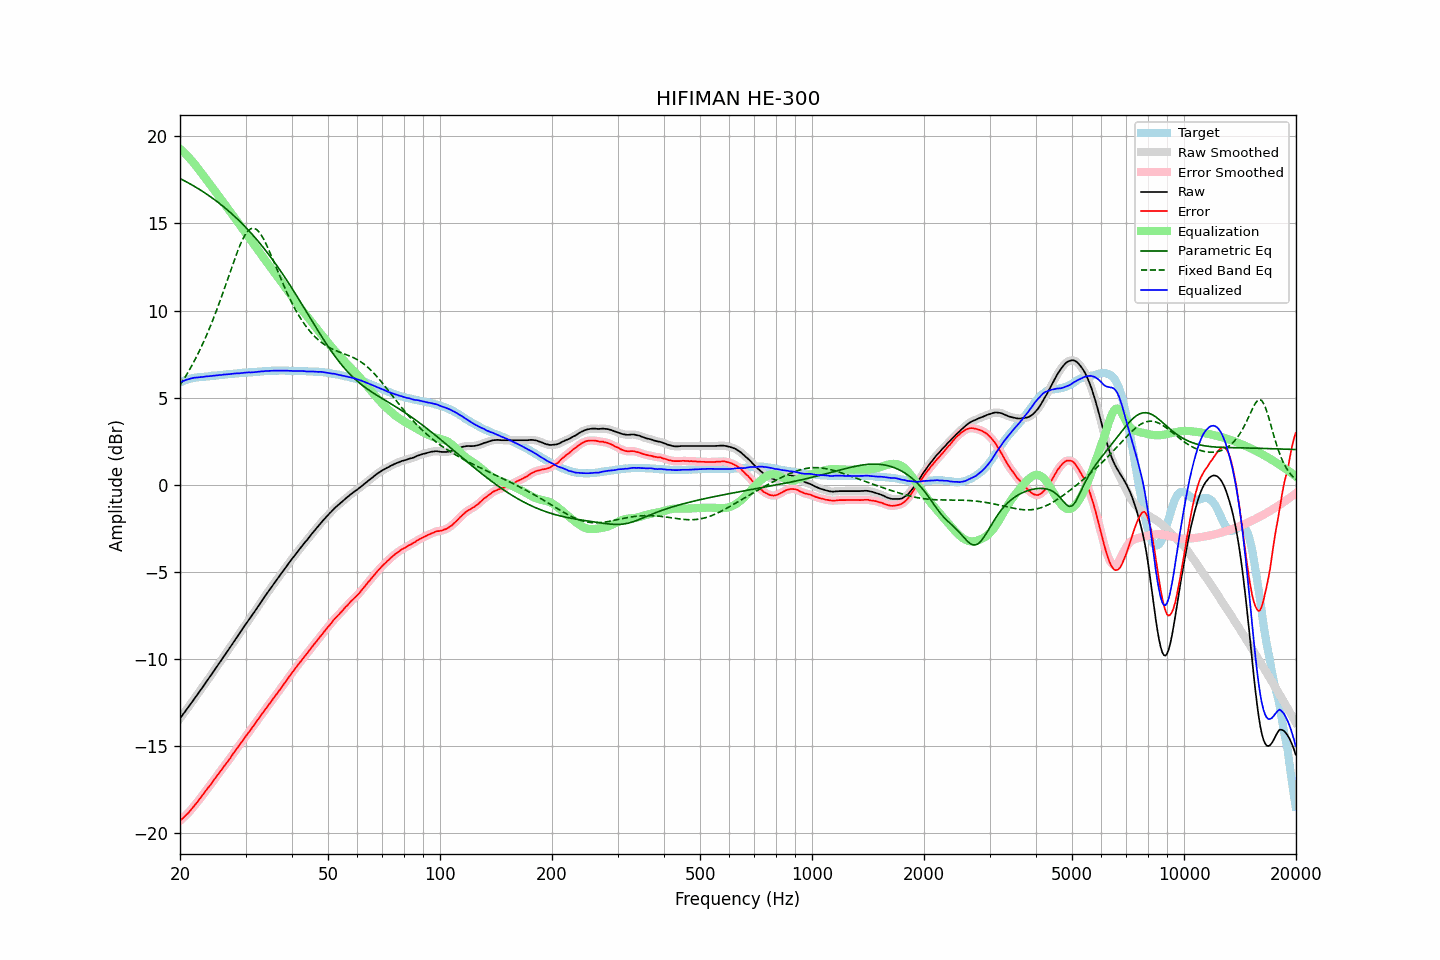 HIFIMAN HE-300
20
15
10
5
0
−5
−10
−15
−20
Amplitude (dBr)
20
50
100
200
500
1000
2000
5000
10000
20000
Frequency (Hz)
Target
Raw Smoothed
Error Smoothed
Raw
Error
Equalization
Parametric Eq
Fixed Band Eq
Equalized